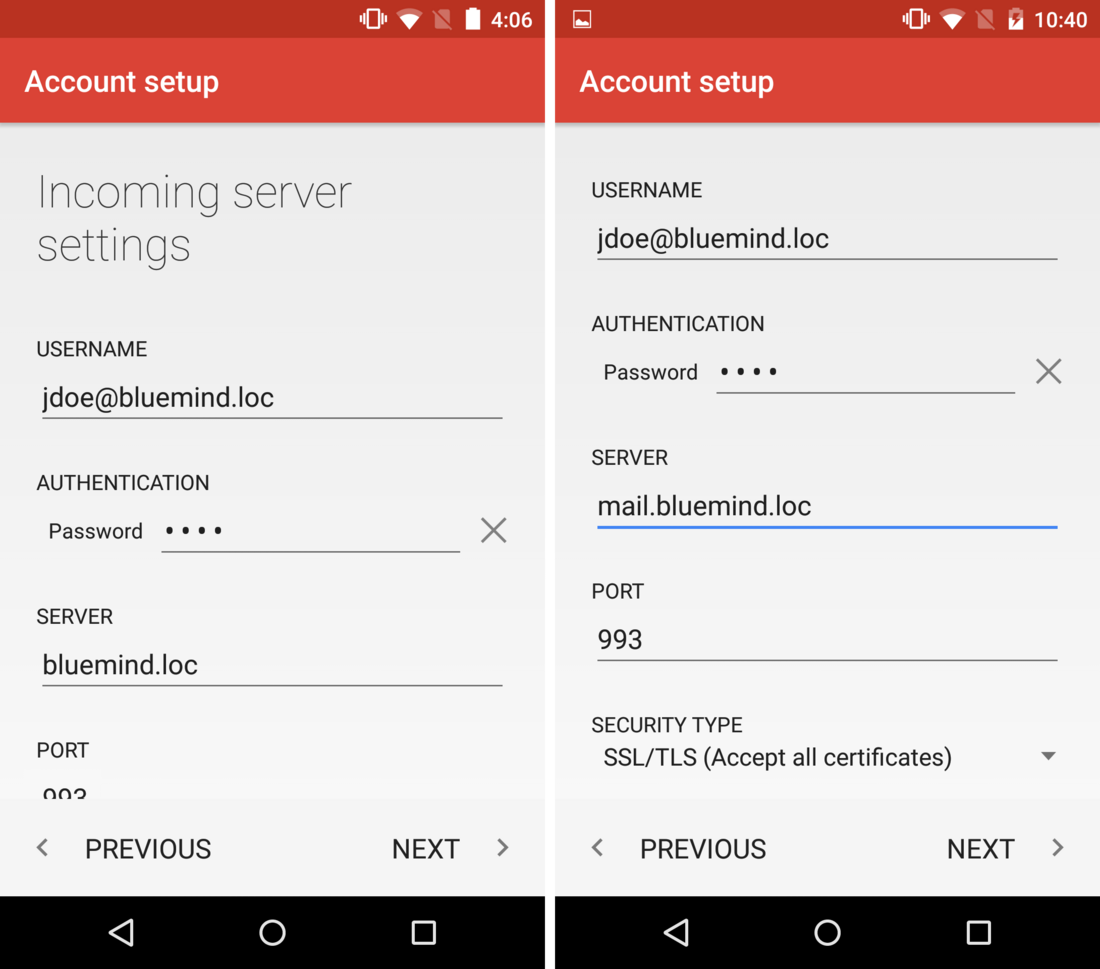 4:06
Account setup
Incoming server
settings
USERNAME
jdoe@bluemind.loc
AUTHENTICATION
Password ••••
SERVER
bluemind.loc
PORT
993
PREVIOUS NEXT
10:40
Account setup
USERNAME
jdoe@bluemind.loc
AUTHENTICATION
Password ••••
SERVER
mail.bluemind.loc
PORT
993
SECURITY TYPE
SSL/TLS (Accept all certificates)
PREVIOUS NEXT